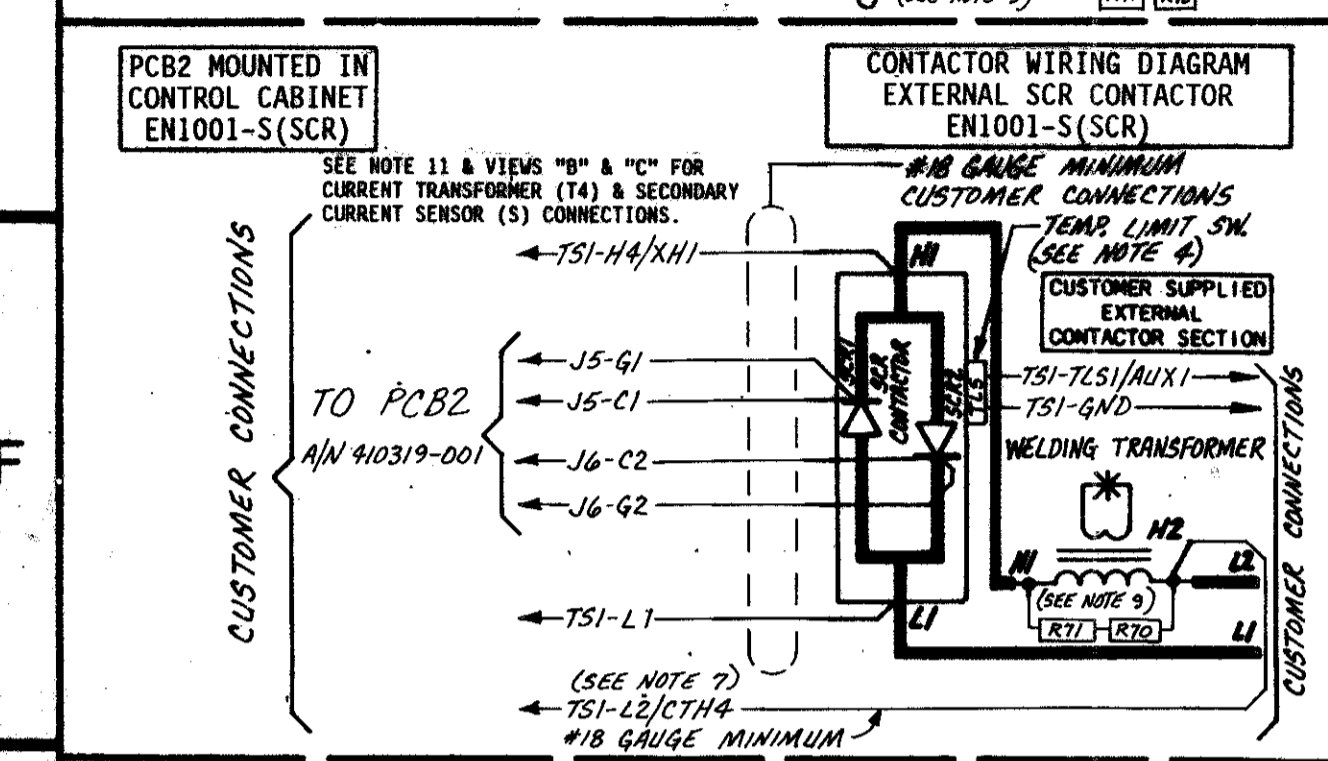 (SEE NOTE 9)
PCB2 MOUNTED IN
CONTROL CABINET
EN1001-S(SCR)
CONTACTOR WIRING DIAGRAM
EXTERNAL SCR CONTACTOR
EN1001-S(SCR)
SEE NOTE 11 & VIEWS "B" & "C" FOR
CURRENT TRANSFORMER (T4) & SECONDARY
CURRENT SENSOR (S) CONNECTIONS.
#18 GAUGE MINIMUM
CUSTOMER CONNECTIONS
TEMP. LIMIT SW.
(SEE NOTE 4)
CUSTOMER SUPPLIED
EXTERNAL
CONTACTOR SECTION
CUSTOMER CONNECTIONS
TS1-H4/XH1
H1
J5-G1
J5-C1
TO PCB2
A/N 410319-001
J6-C2
J6-G2
SCR1
SCR
CONTACTOR
SCR2
TLS
TS1-TLS1/AUX1
TS1-GND
WELDING TRANSFORMER
H1
H2
L2
(SEE NOTE 9)
R71
R70
L1
TS1-L1
L1
CUSTOMER CONNECTIONS
(SEE NOTE 7)
TS1-L2/CTH4
#18 GAUGE MINIMUM
F